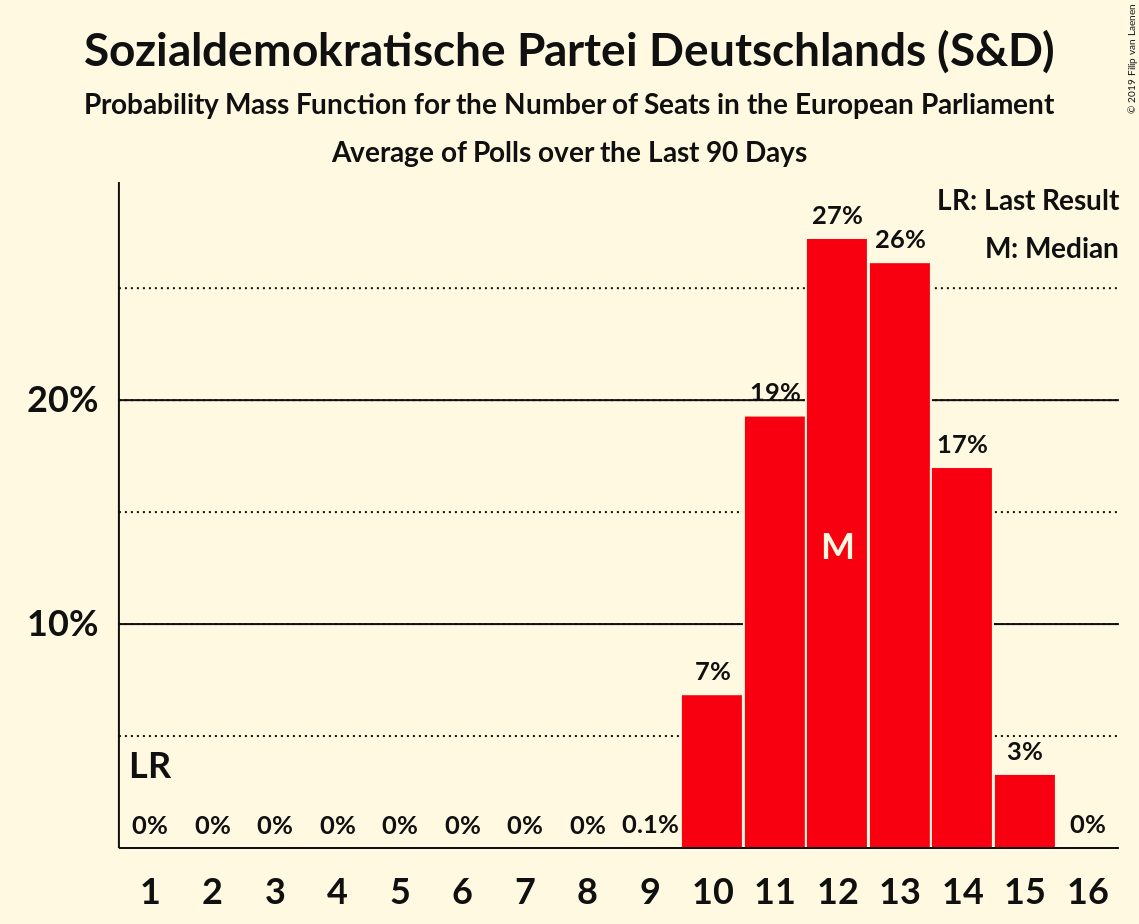 Sozialdemokratische Partei Deutschlands (S&D)
Probability Mass Function for the Number of Seats in the European Parliament
Average of Polls over the Last 90 Days
© 2019 Filip van Laenen
LR: Last Result
M: Median
27%
26%
20%
19%
17%
M
10%
7%
LR
3%
0% 0% 0% 0% 0% 0% 0% 0% 0.1% 0%
1 2 3 4 5 6 7 8 9 10 11 12 13 14 15 16